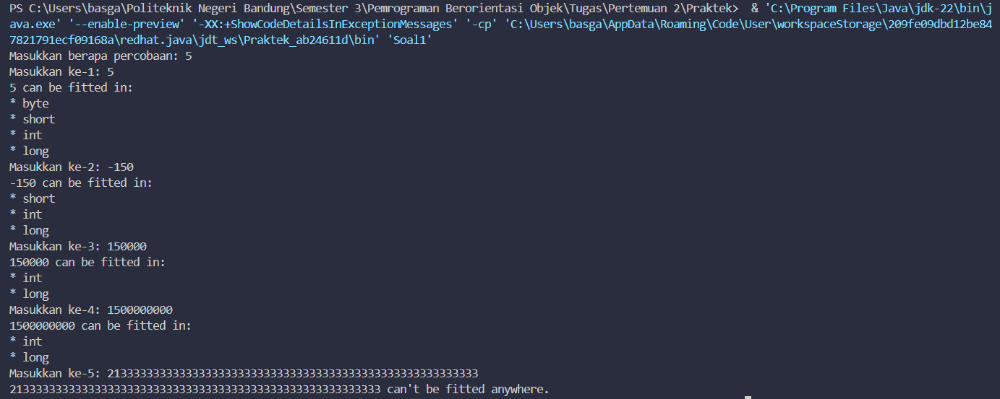 PS C:\Users\basga\Politeknik Negeri Bandung\Semester 3\Pemrograman Berorientasi Objek\Tugas\Pertemuan 2\Praktek>  & 'C:\Program Files\Java\jdk-22\bin\j
ava.exe' '--enable-preview' '-XX:+ShowCodeDetailsInExceptionMessages' '-cp' 'C:\Users\basga\AppData\Roaming\Code\User\workspaceStorage\209fe09dbd12be84
7821791ecf09168a\redhat.java\jdt_ws\Praktek_ab24611d\bin' 'Soal1'
Masukkan berapa percobaan: 5
Masukkan ke-1: 5
5 can be fitted in:
* byte
* short
* int
* long
Masukkan ke-2: -150
-150 can be fitted in:
* short
* int
* long
Masukkan ke-3: 150000
150000 can be fitted in:
* int
* long
Masukkan ke-4: 1500000000
1500000000 can be fitted in:
* int
* long
Masukkan ke-5: 213333333333333333333333333333333333333333333333333333333
213333333333333333333333333333333333333333333333333333333 can't be fitted anywhere.